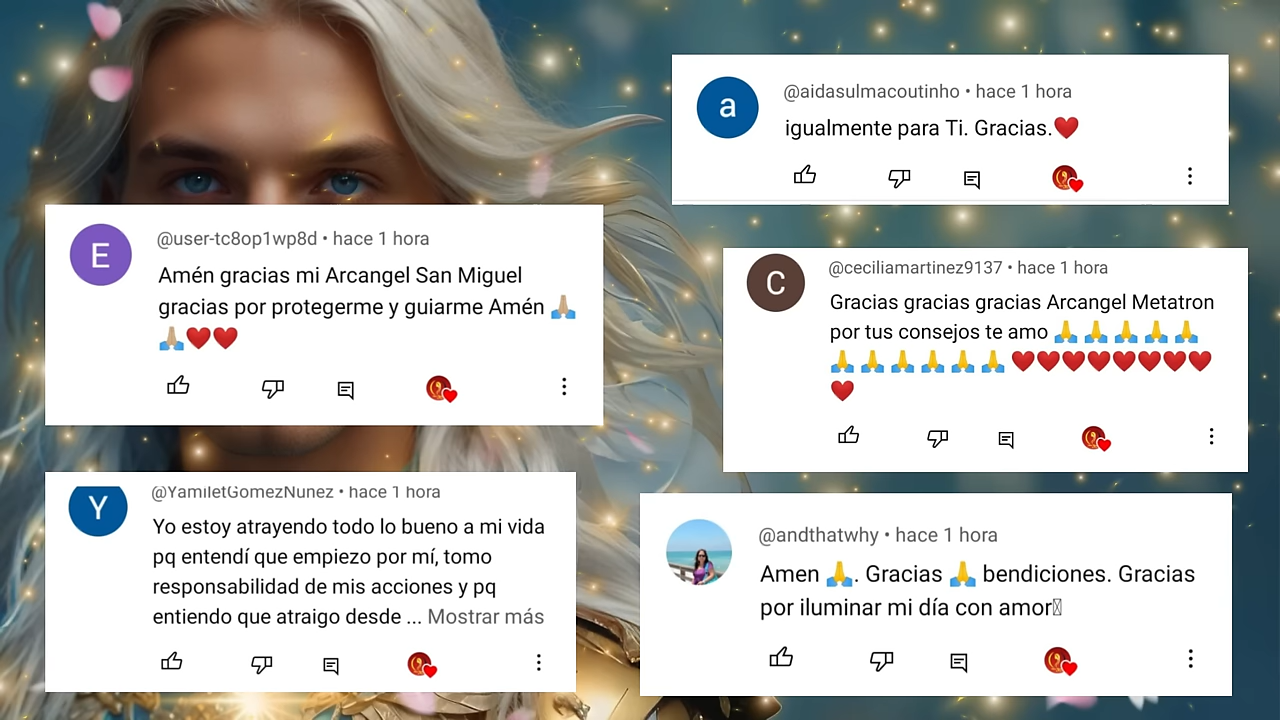 @user-tc8op1wp8d • hace 1 hora
E
Amén gracias mi Arcangel San Miguel
gracias por protegerme y guiarme Amén 🙏🏼
🙏🏼❤️❤️
@YamiletGomezNunez • hace 1 hora
Y
Yo estoy atrayendo todo lo bueno a mi vida
pq entendí que empiezo por mí, tomo
responsabilidad de mis acciones y pq
entiendo que atraigo desde ... Mostrar más
@aidasulmacoutinho • hace 1 hora
a
igualmente para Ti. Gracias.❤️
@ceciliamartinez9137 • hace 1 hora
C
Gracias gracias gracias Arcangel Metatron
por tus consejos te amo 🙏🙏🙏🙏🙏
🙏🙏🙏🙏🙏🙏❤️❤️❤️❤️❤️❤️❤️❤️
❤️
@andthatwhy • hace 1 hora
Amen 🙏. Gracias 🙏 bendiciones. Gracias
por iluminar mi día con amor